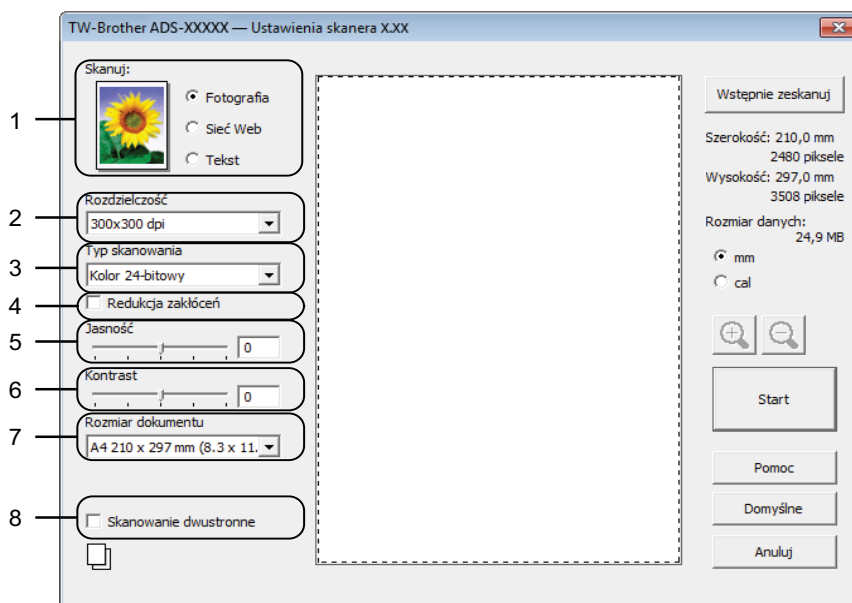 TW-Brother ADS-XXXXX — Ustawienia skanera X.XX
1
Skanuj:
Fotografia
Sieć Web
Tekst
2
Rozdzielczość
300x300 dpi
3
Typ skanowania
Kolor 24-bitowy
4
Redukcja zakłóceń
5
Jasność
0
6
Kontrast
0
7
Rozmiar dokumentu
A4 210 x 297 mm (8.3 x 11.
8
Skanowanie dwustronne
Wstępnie zeskanuj
Szerokość: 210,0 mm
2480 piksele
Wysokość: 297,0 mm
3508 piksele
Rozmiar danych:
24,9 MB
mm
cal
Start
Pomoc
Domyślne
Anuluj